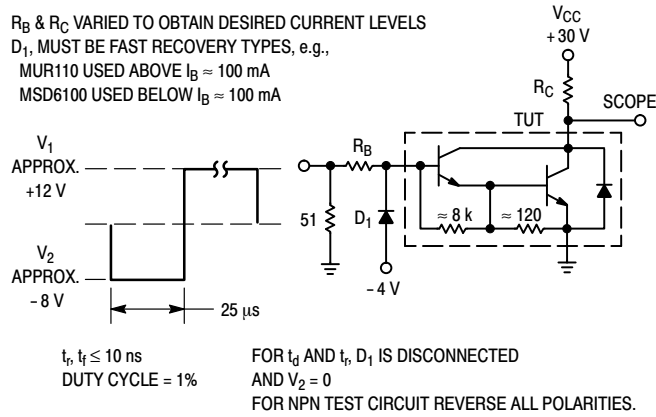 R_B & R_C VARIED TO OBTAIN DESIRED CURRENT LEVELS
D_1, MUST BE FAST RECOVERY TYPES, e.g.,
MUR110 USED ABOVE I_B ≈ 100 mA
MSD6100 USED BELOW I_B ≈ 100 mA
V_CC
+ 30 V
R_C
SCOPE
TUT
V_1
APPROX.
+12 V
R_B
51
D_1
≈ 8 k
≈ 120
V_2
APPROX.
– 8 V
– 4 V
25 μs
t_r, t_f ≤ 10 ns
DUTY CYCLE = 1%
FOR t_d AND t_r, D_1 IS DISCONNECTED
AND V_2 = 0
FOR NPN TEST CIRCUIT REVERSE ALL POLARITIES.